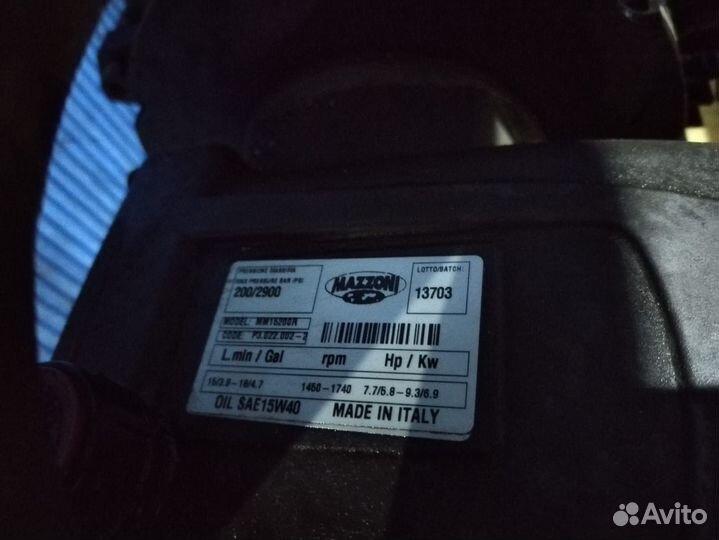 PRESSIONE MASSIMA
MAX PRESSURE BAR (PSI)
200/2900
MAZZONI
LOTTO/BATCH:
13703
MODEL:
CODE: P3.022.002-2
L.min / Gal rpm Hp / Kw
15/3.9-18/4.7 1450-1740 7.7/5.8-9.3/6.9
OIL SAE15W40 MADE IN ITALY
Avito